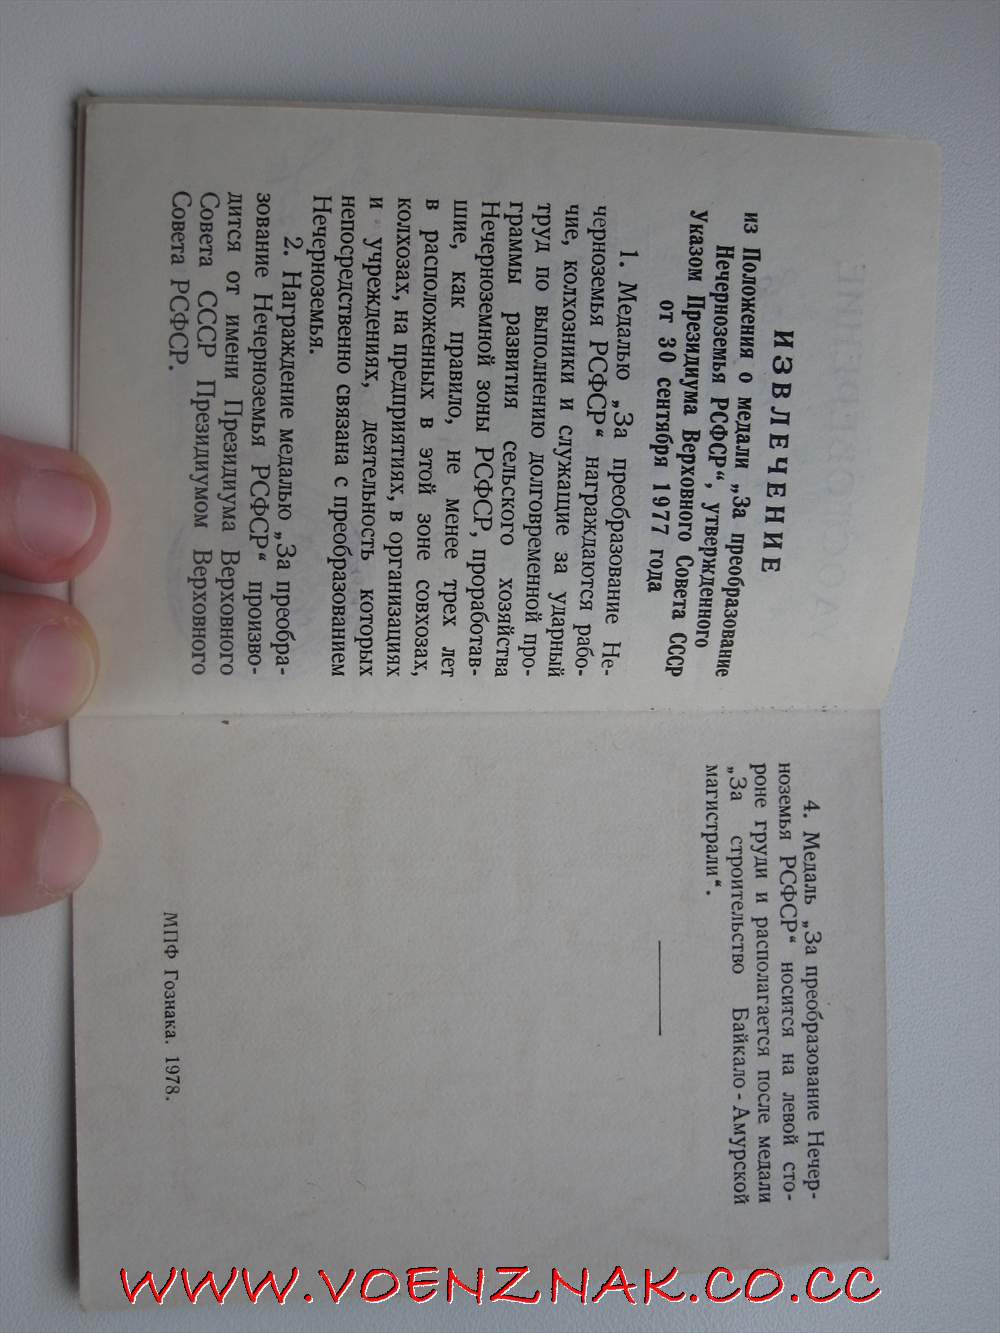 ИЗВЛЕЧЕНИЕ
из Положения о медали „За преобразование
Нечерноземья РСФСР“, утвержденного
Указом Президиума Верховного Совета СССР
от 30 сентября 1977 года
1. Медалью „За преобразование Не-
черноземья РСФСР“ награждаются рабо-
чие, колхозники и служащие за ударный
труд по выполнению долговременной про-
граммы развития сельского хозяйства
Нечерноземной зоны РСФСР, проработав-
шие, как правило, не менее трех лет
в расположенных в этой зоне совхозах,
колхозах, на предприятиях, в организациях
и учреждениях, деятельность которых
непосредственно связана с преобразованием
Нечерноземья.
2. Награждение медалью „За преобра-
зование Нечерноземья РСФСР“ произво-
дится от имени Президиума Верховного
Совета СССР Президиумом Верховного
Совета РСФСР.
4. Медаль „За преобразование Нечер-
ноземья РСФСР“ носится на левой сто-
роне груди и располагается после медали
„За строительство Байкало-Амурской
магистрали“.
МПФ Гознака. 1978.
WWW.VOENZNAK.CO.CC